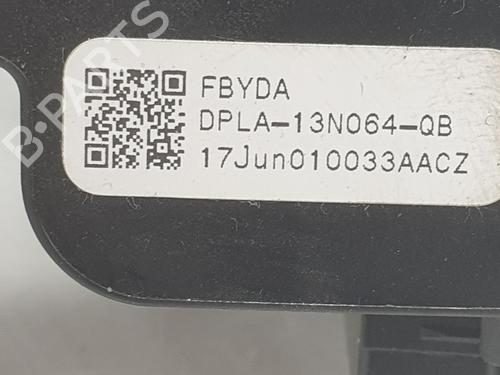 B-PARTS
FBYDA
DPLA-13N064-QB
17Jun010033AACZ